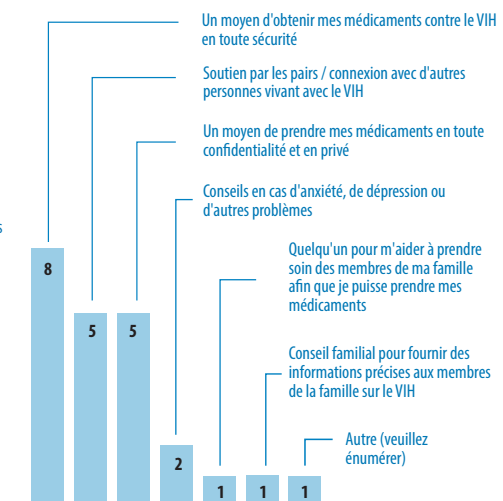 Un moyen d'obtenir mes médicaments contre le VIH
en toute sécurité
Soutien par les pairs / connexion avec d'autres
personnes vivant avec le VIH
Un moyen de prendre mes médicaments en toute
confidentialité et en privé
Conseils en cas d'anxiété, de dépression ou
d'autres problèmes
s
Quelqu'un pour m'aider à prendre
soin des membres de ma famille
afin que je puisse prendre mes
médicaments
Conseil familial pour fournir des
informations précises aux membres
de la famille sur le VIH
Autre (veuillez
énumérer)
8
5
5
2
1
1
1